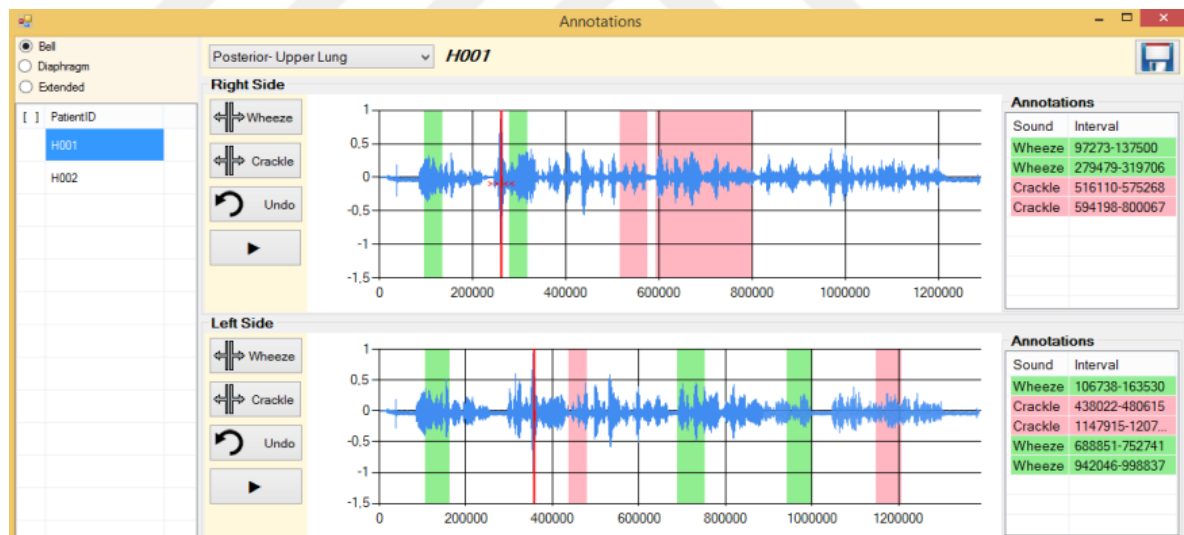 Annotations
Bell
Diaphragm
Extended
[ ] PatientID
H001
H002
Posterior- Upper Lung
H001
Right Side
Wheeze
Crackle
Undo
1
0.5
0
-0.5
-1
-1.5
0 200000 400000 600000 800000 1000000 1200000
Annotations
Sound Interval
Wheeze 97273-137500
Wheeze 279479-319706
Crackle 516110-575268
Crackle 594198-800067
Left Side
Wheeze
Crackle
Undo
1
0.5
0
-0.5
-1
-1.5
0 200000 400000 600000 800000 1000000 1200000
Annotations
Sound Interval
Wheeze 106738-163530
Crackle 438022-480615
Crackle 1147915-1207...
Wheeze 688851-752741
Wheeze 942046-998837